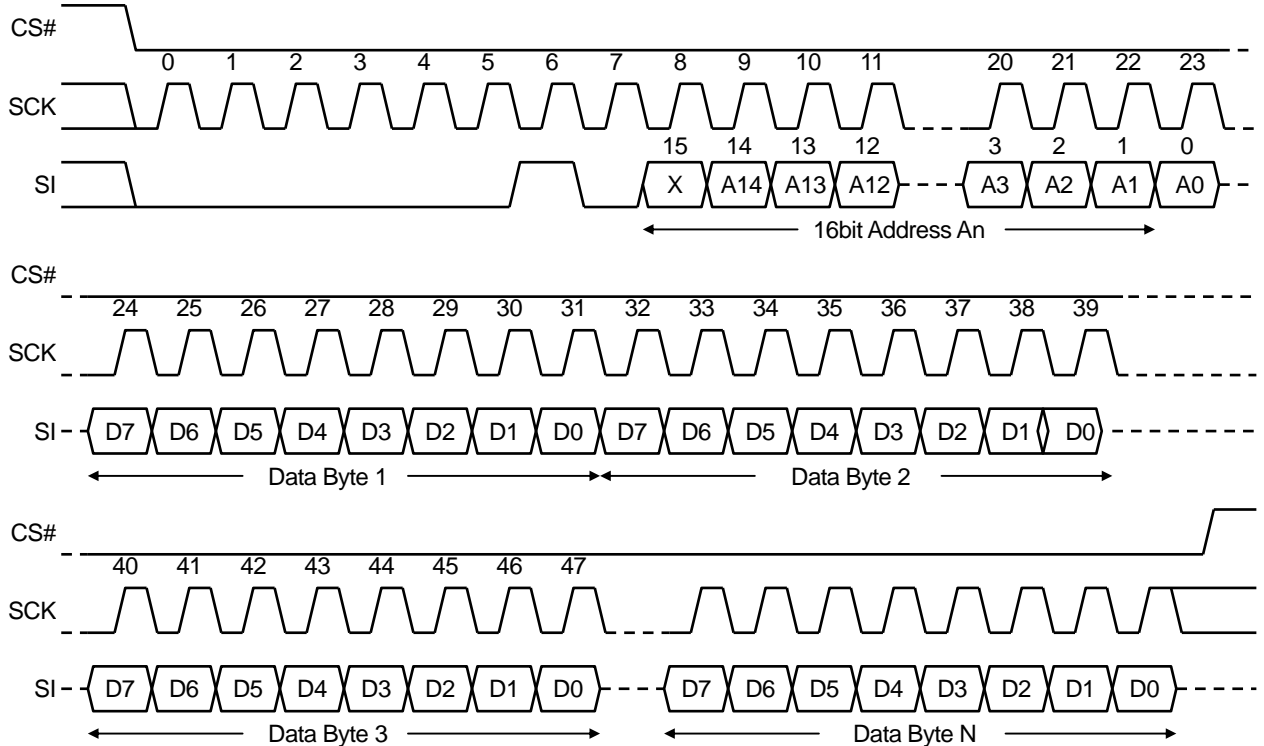 CS#
0 1 2 3 4 5 6 7 8 9 10 11 20 21 22 23
SCK
15 14 13 12 3 2 1 0
SI X A14 A13 A12 A3 A2 A1 A0
16bit Address An
CS#
24 25 26 27 28 29 30 31 32 33 34 35 36 37 38 39
SCK
SI D7 D6 D5 D4 D3 D2 D1 D0 D7 D6 D5 D4 D3 D2 D1 D0
Data Byte 1 Data Byte 2
CS#
40 41 42 43 44 45 46 47
SCK
SI D7 D6 D5 D4 D3 D2 D1 D0 D7 D6 D5 D4 D3 D2 D1 D0
Data Byte 3 Data Byte N